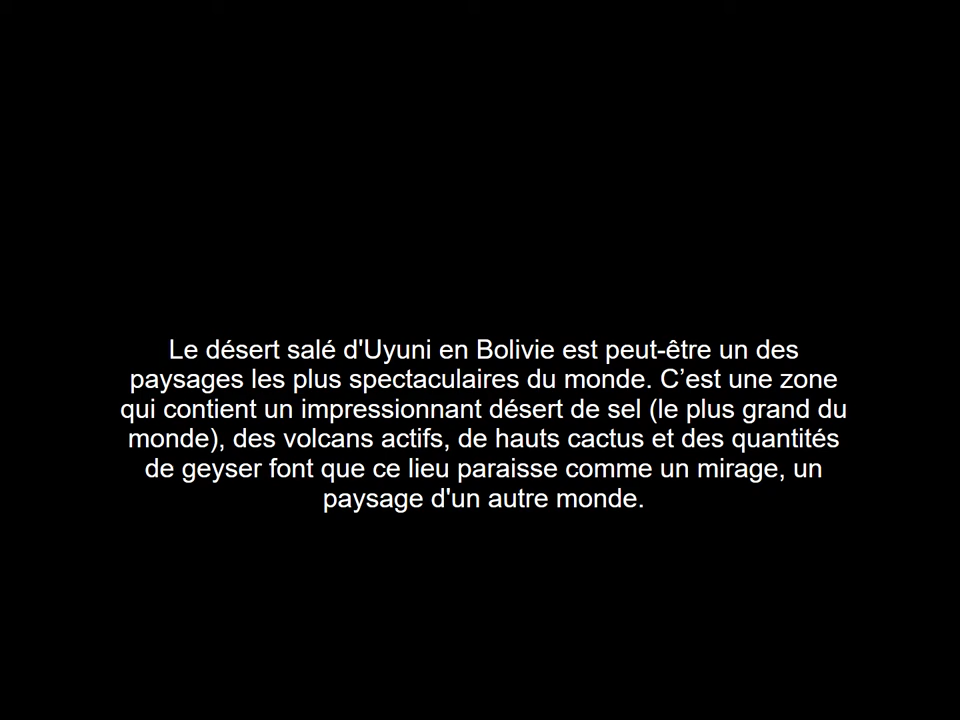 Le désert salé d'Uyuni en Bolivie est peut-être un des
paysages les plus spectaculaires du monde. C’est une zone
qui contient un impressionnant désert de sel (le plus grand du
monde), des volcans actifs, de hauts cactus et des quantités
de geyser font que ce lieu paraisse comme un mirage, un
paysage d'un autre monde.